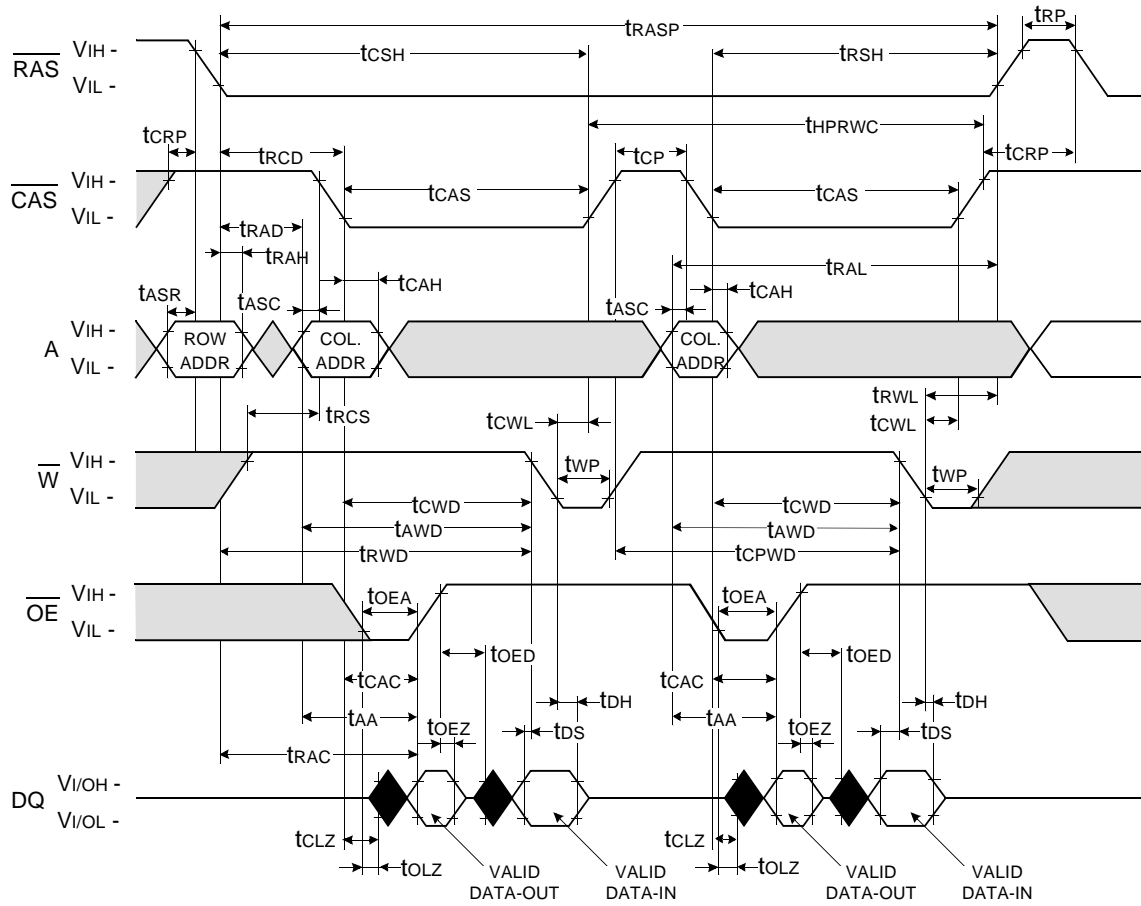 tRASP
tRP
RAS
VIH -
VIL -
tCSH
tRSH
tHPRWC
tCRP
tRCD
tCP
tCRP
CAS
VIH -
VIL -
tCAS
tCAS
tRAD
tRAH
tRAL
tASR
tASC
tCAH
tASC
tCAH
A
VIH -
VIL -
ROW
ADDR
COL.
ADDR
COL.
ADDR
tRCS
tCWL
tRWL
tCWL
W
VIH -
VIL -
tWP
tWP
tCWD
tCWD
tAWD
tAWD
tRWD
tCPWD
OE
VIH -
VIL -
tOEA
tOEA
tOED
tOED
tCAC
tCAC
tDH
tDH
tAA
tOEZ
tDS
tAA
tOEZ
tDS
tRAC
DQ
VI/OH -
VI/OL -
tCLZ
tCLZ
tOLZ
tOLZ
VALID
DATA-OUT
VALID
DATA-IN
VALID
DATA-OUT
VALID
DATA-IN